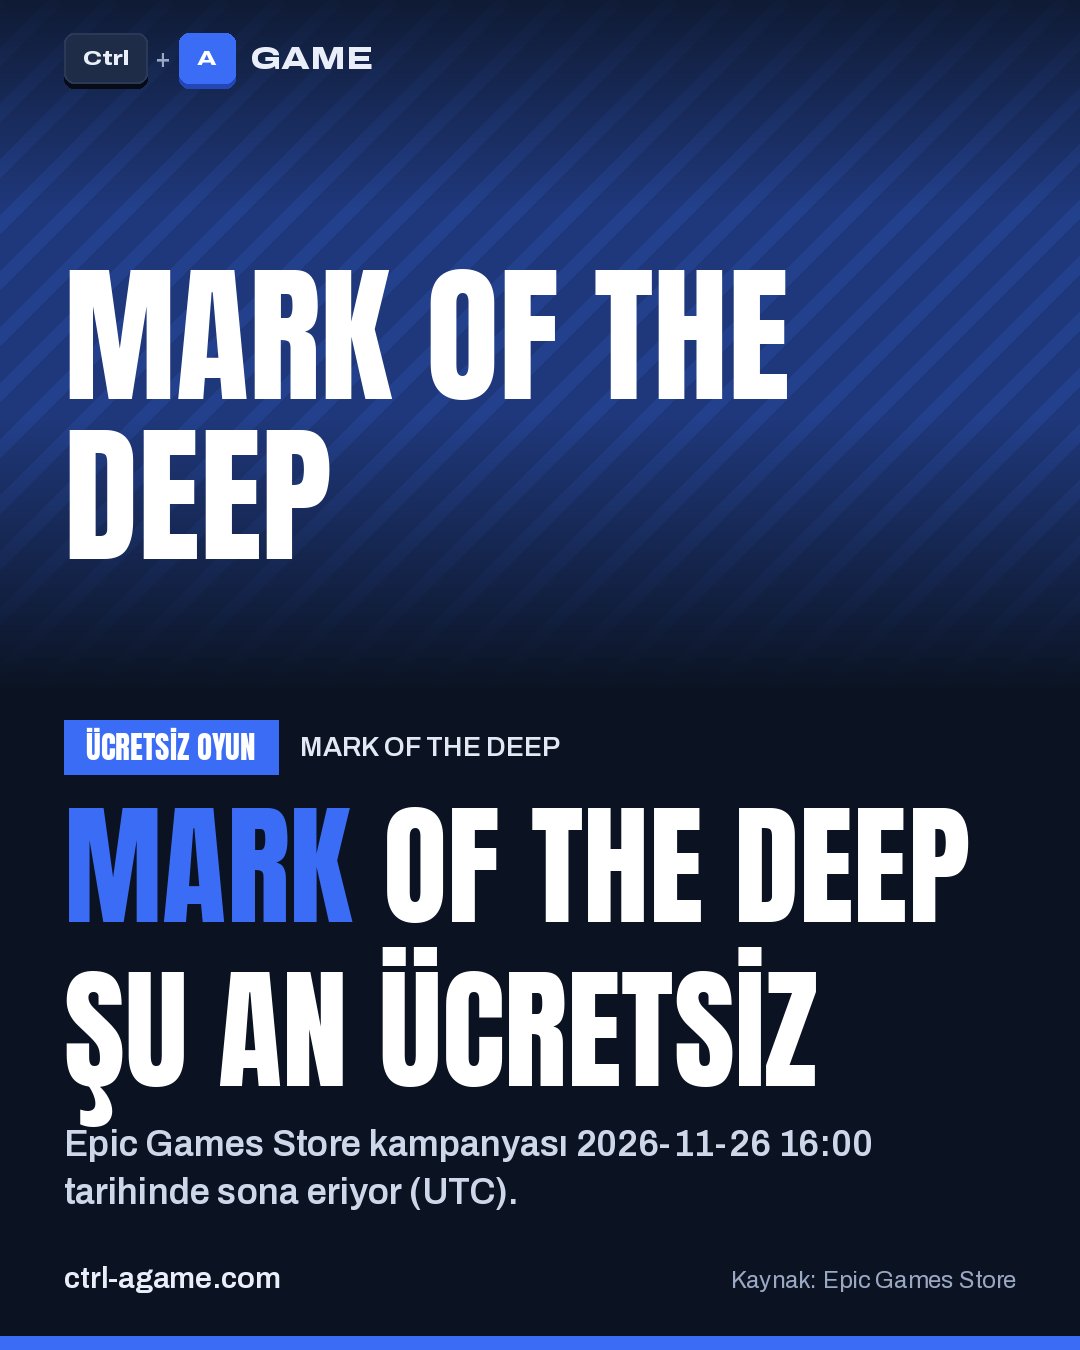 Ctrl + A GAME
MARK OF THE
DEEP
ÜCRETSİZ OYUN MARK OF THE DEEP
MARK OF THE DEEP
ŞU AN ÜCRETSİZ
Epic Games Store kampanyası 2026-11-26 16:00
tarihinde sona eriyor (UTC).
ctrl-agame.com Kaynak: Epic Games Store